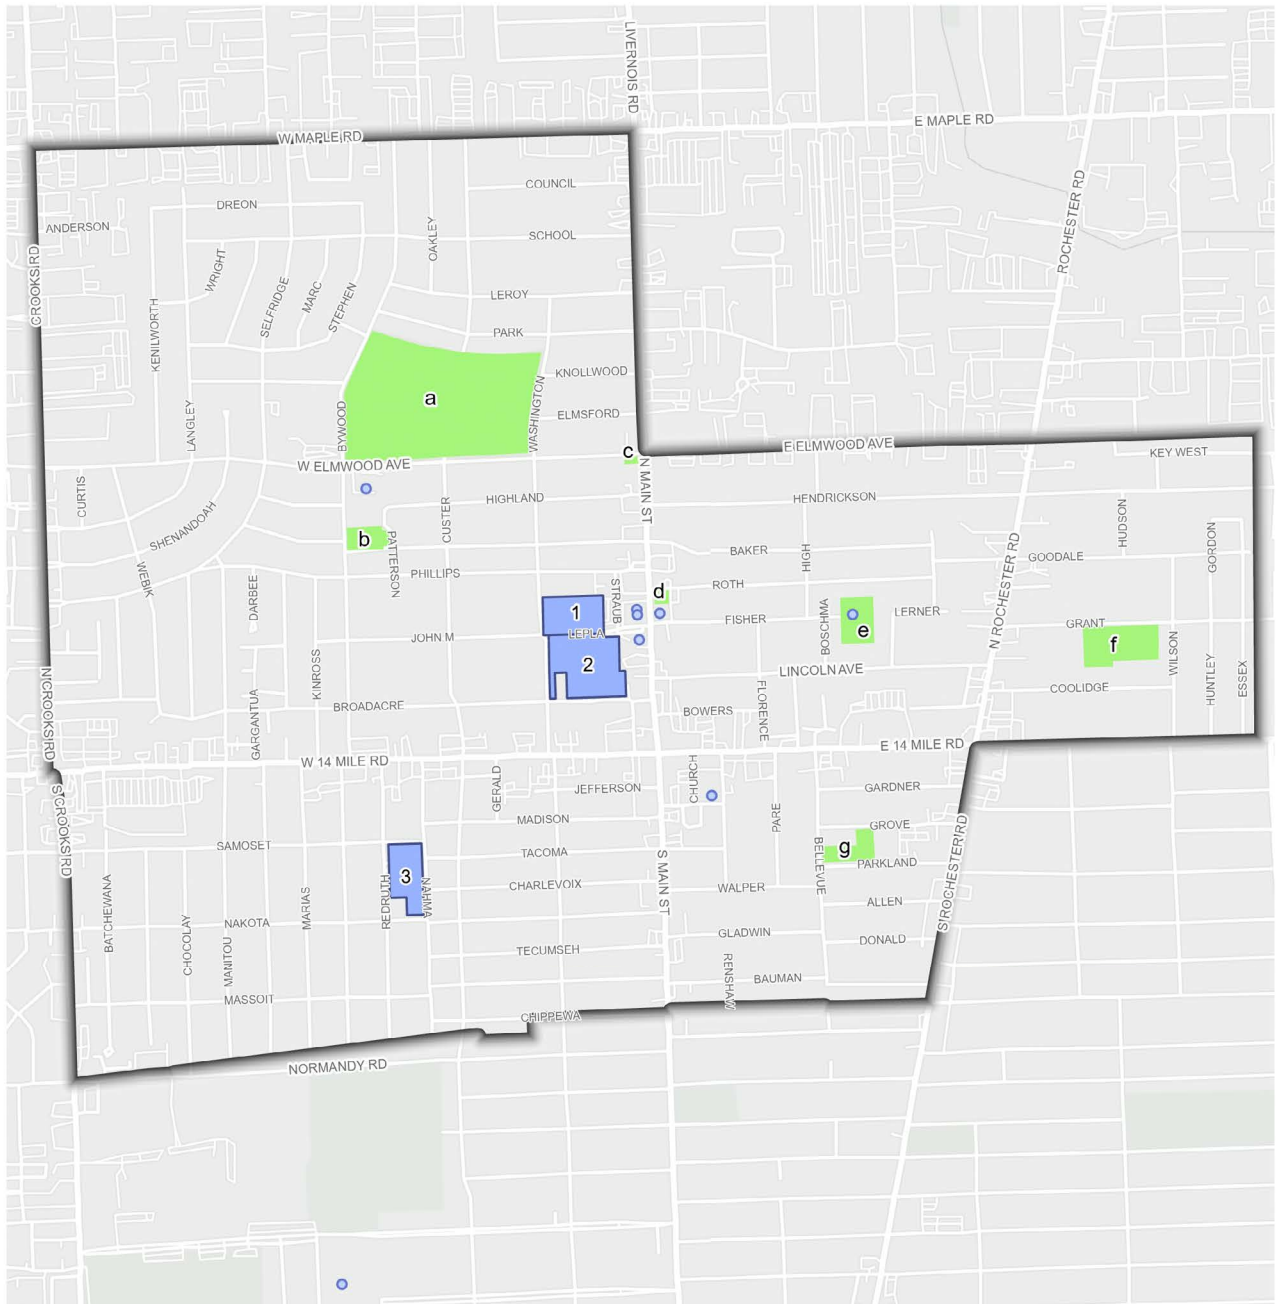 LIVERNOIS RD
E MAPLE RD
W MAPLE RD
COUNCIL
DREON
ANDERSON
OAKLEY
SCHOOL
ROCHESTER RD
CROOKS RD
WRIGHT
SELFRIDGE
MARC
STEPHEN
LEROY
KENILWORTH
PARK
KNOLLWOOD
a
LANGLEY
BYWOOD
WASHINGTON
ELMSFORD
E ELMWOOD AVE
c
KEY WEST
W ELMWOOD AVE
N MAIN ST
CURTIS
HIGHLAND
HENDRICKSON
SHENANDOAH
CUSTER
HUDSON
b
PATTERSON
BAKER
HIGH
GOODALE
GORDON
N ROCHESTER RD
WEBIK
DARBEE
PHILLIPS
STRAUB
d
ROTH
1
FISHER
BOSCHMA
e
LERNER
GRANT
JOHN M
LEPLA
f
WILSON
2
LINCOLN AVE
KINROSS
HUNTLEY
ESSEX
COOLIDGE
N CROOKS RD
GARGANTUA
BROADACRE
BOWERS
FLORENCE
E 14 MILE RD
W 14 MILE RD
S CROOKS RD
GERALD
JEFFERSON
CHURCH
GARDNER
MADISON
PARE
GROVE
SAMOSET
TACOMA
BELLEVUE
g
PARKLAND
3
CHARLEVOIX
S MAIN ST
WALPER
S ROCHESTER RD
BATCHEWANA
MARIAS
REDRUTH
NAHMA
ALLEN
CHOCOLAY
NAKOTA
MANITOU
GLADWIN
DONALD
TECUMSEH
RENSHAW
BAUMAN
MASSOIT
CHIPPEWA
NORMANDY RD